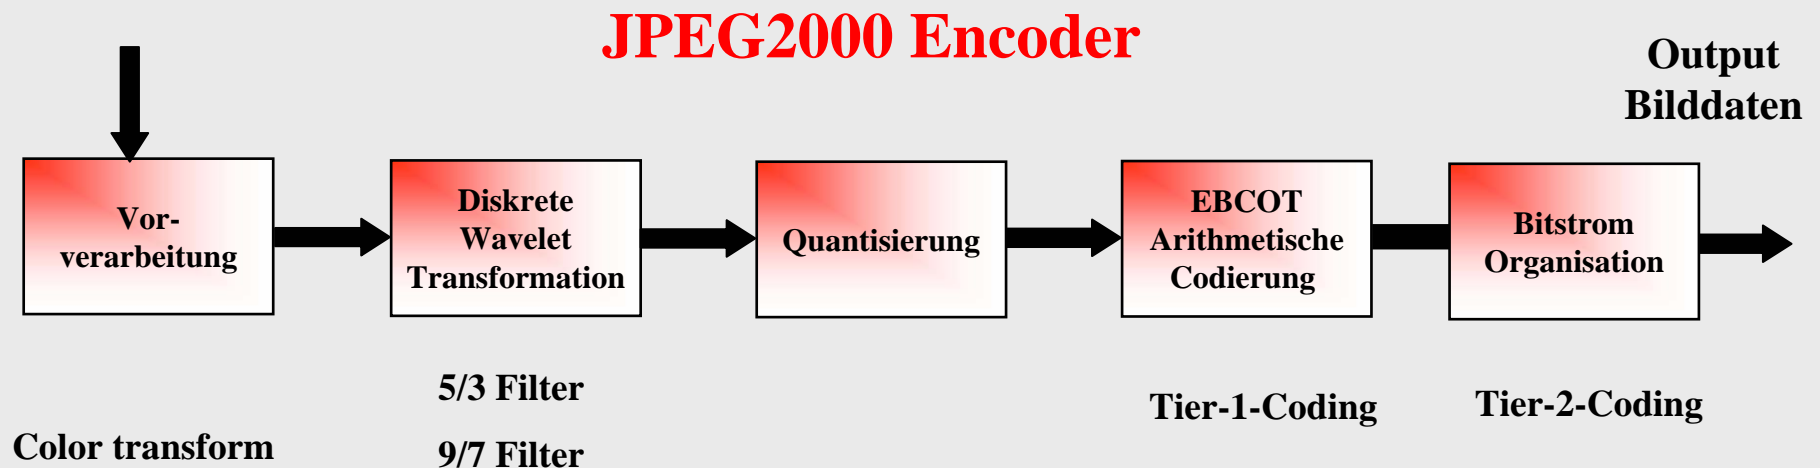 JPEG2000 Encoder
Output
Bilddaten
Vor-
verarbeitung
Diskrete
Wavelet
Transformation
Quantisierung
EBCOT
Arithmetische
Codierung
Bitstrom
Organisation
5/3 Filter
9/7 Filter
Color transform
Tier-1-Coding
Tier-2-Coding